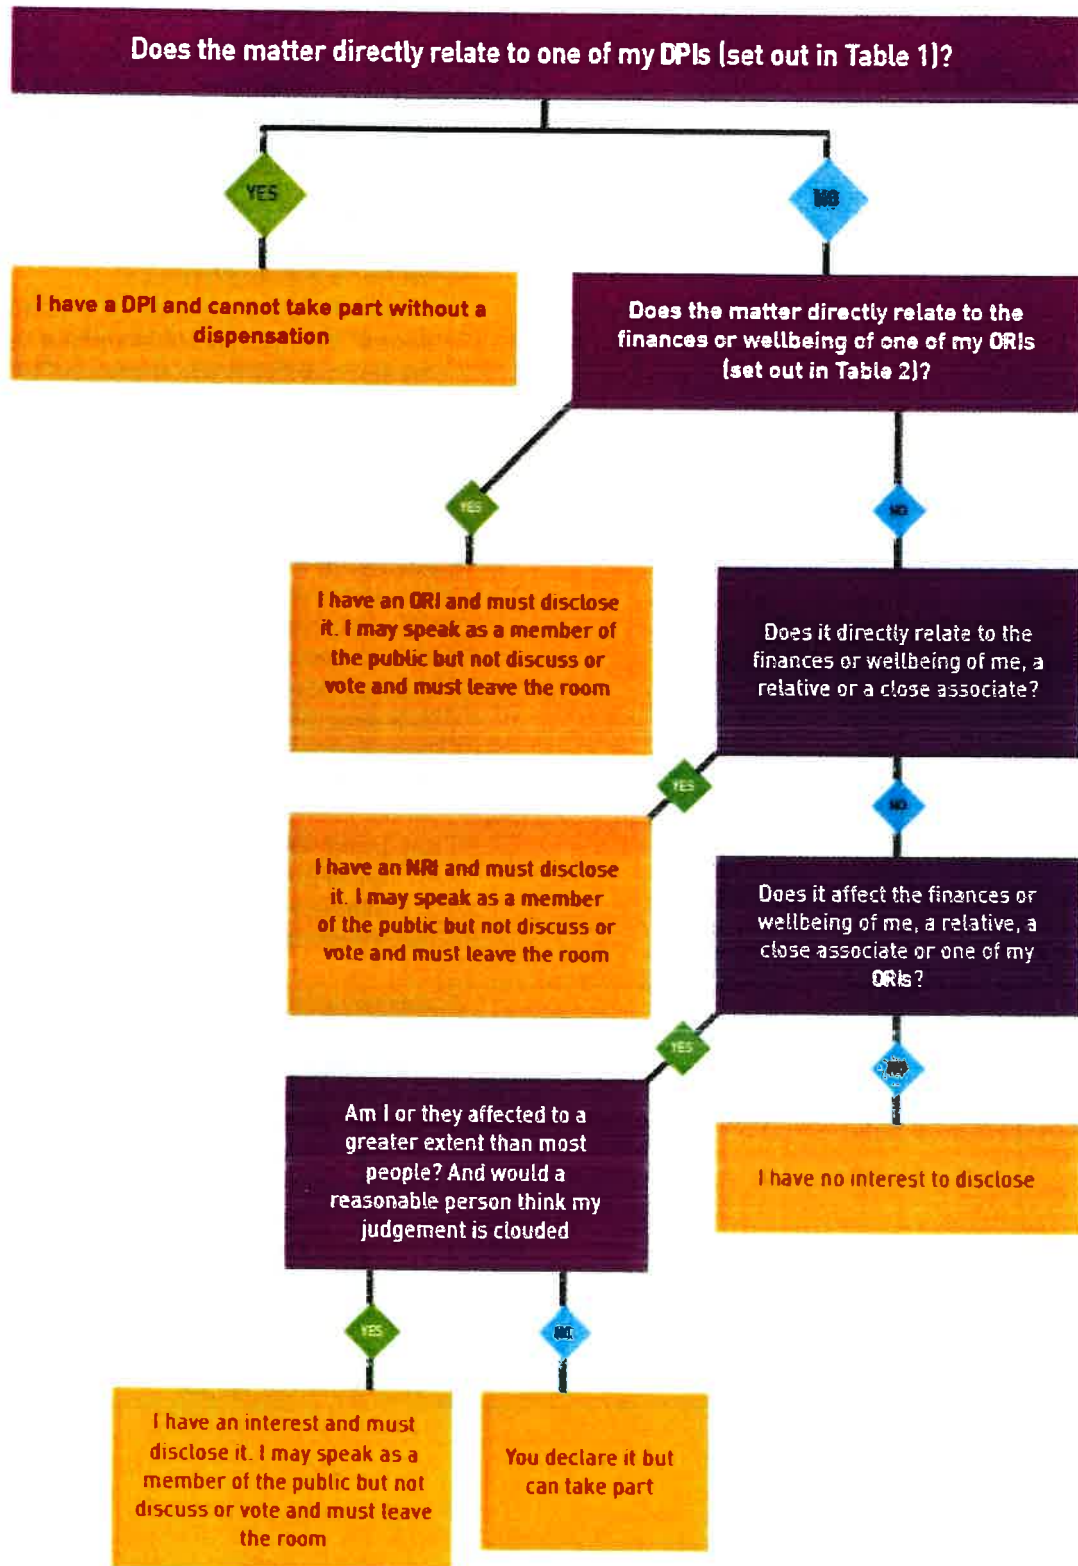 Does the matter directly relate to one of my DPIs (set out in Table 1)?
YES
NO
I have a DPI and cannot take part without a
dispensation
Does the matter directly relate to the
finances or wellbeing of one of my ORIs
(set out in Table 2)?
YES
NO
I have an ORI and must disclose
it. I may speak as a member of
the public but not discuss or
vote and must leave the room
Does it directly relate to the
finances or wellbeing of me, a
relative or a close associate?
YES
NO
I have an NRI and must disclose
it. I may speak as a member
of the public but not discuss or
vote and must leave the room
Does it affect the finances or
wellbeing of me, a relative, a
close associate or one of my
ORIs?
YES
Am I or they affected to a
greater extent than most
people? And would a
reasonable person think my
judgement is clouded
I have no interest to disclose
YES
NO
I have an interest and must
disclose it. I may speak as a
member of the public but not
discuss or vote and must leave
the room
You declare it but
can take part